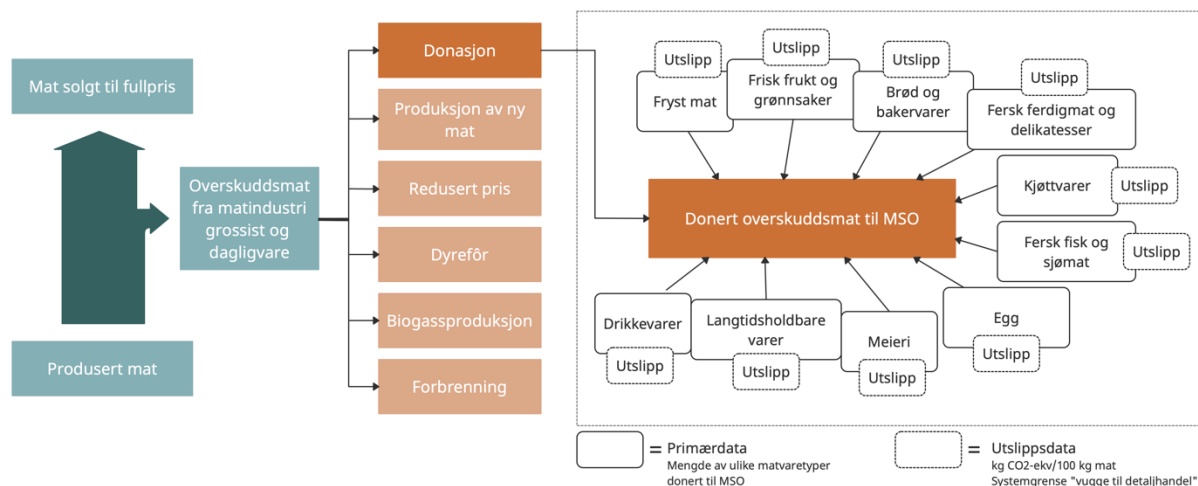 Mat solgt til fullpris
Produsert mat
Overskuddsmat
fra matindustri
grossist og
dagligvare
Donasjon
Produksjon av ny
mat
Redusert pris
Dyrefôr
Biogassproduksjon
Forbrenning
Utslipp
Fryst mat
Utslipp
Frisk frukt og
grønnsaker
Utslipp
Brød og
bakervarer
Utslipp
Fersk ferdigmat og
delikatesser
Kjøttvarer
Utslipp
Donert overskuddsmat til MSO
Fersk fisk og
sjømat
Utslipp
Drikkevarer
Utslipp
Langtidsholdbare
varer
Utslipp
Meieri
Utslipp
Egg
Utslipp
= Primærdata
Mengde av ulike matvaretyper
donert til MSO
= Utslippsdata
kg CO2-ekv/100 kg mat
Systemgrense "vugge til detaljhandel"